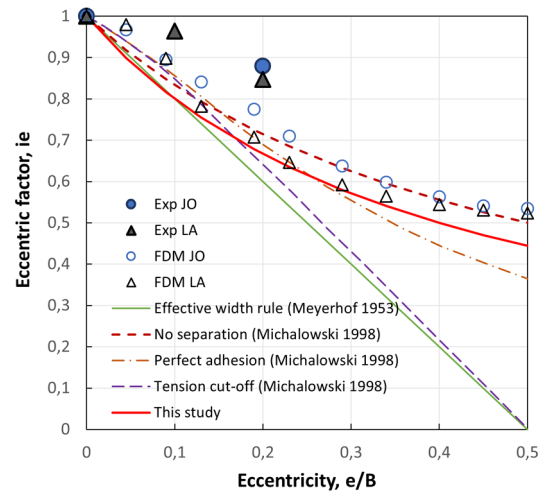 1
0,9
0,8
0,7
0,6
0,5
0,4
0,3
0,2
0,1
0
Eccentric factor, ie
Exp JO
Exp LA
FDM JO
FDM LA
Effective width rule (Meyerhof 1953)
No separation (Michalowski 1998)
Perfect adhesion (Michalowski 1998)
Tension cut-off (Michalowski 1998)
This study
0 0,1 0,2 0,3 0,4 0,5
Eccentricity, e/B